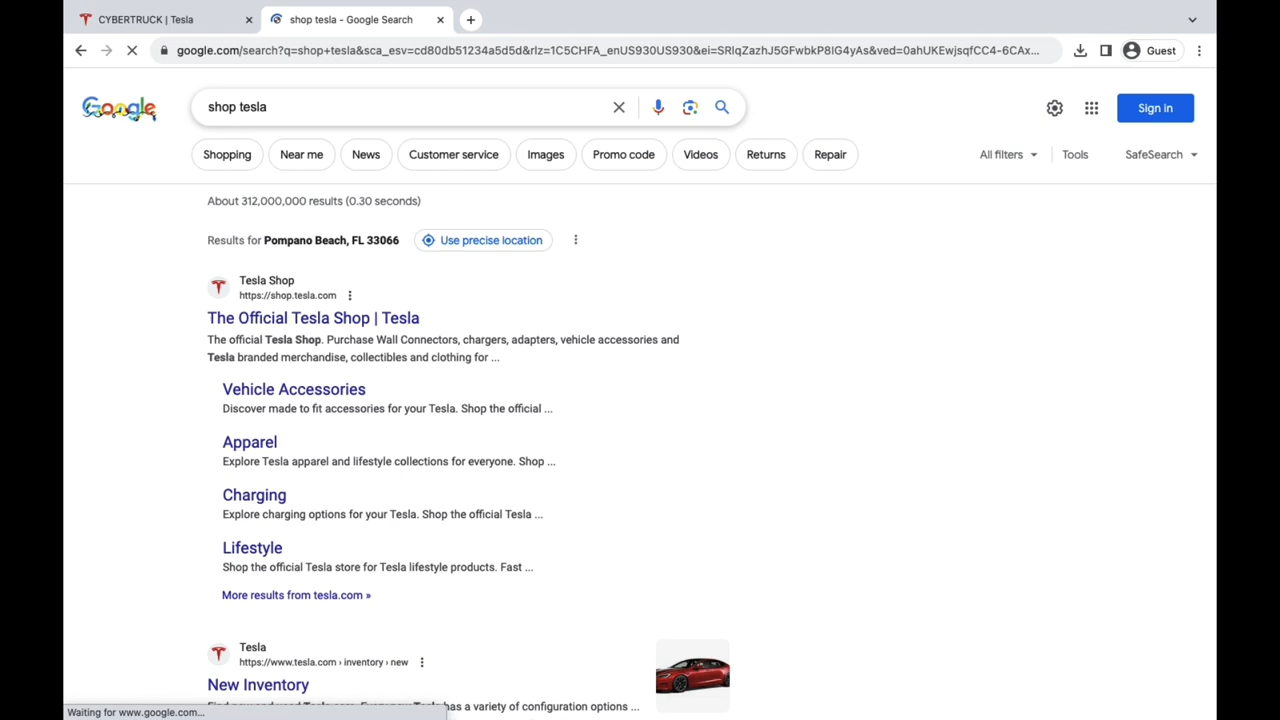 CYBERTRUCK | Tesla
shop tesla - Google Search
google.com/search?q=shop+tesla&sca_esv=cd80db51234a5d5d&rlz=1C5CHFA_enUS930US930&ei=SRlqZazhJ5GFwbkP8IG4yAs&ved=0ahUKEwjsqfCC4-6CAx...
Guest
Google
shop tesla
Sign in
Shopping
Near me
News
Customer service
Images
Promo code
Videos
Returns
Repair
All filters
Tools
SafeSearch
About 312,000,000 results (0.30 seconds)
Results for Pompano Beach, FL 33066
Use precise location
Tesla Shop
https://shop.tesla.com
The Official Tesla Shop | Tesla
The official Tesla Shop. Purchase Wall Connectors, chargers, adapters, vehicle accessories and
Tesla branded merchandise, collectibles and clothing for ...
Vehicle Accessories
Discover made to fit accessories for your Tesla. Shop the official ...
Apparel
Explore Tesla apparel and lifestyle collections for everyone. Shop ...
Charging
Explore charging options for your Tesla. Shop the official Tesla ...
Lifestyle
Shop the official Tesla store for Tesla lifestyle products. Fast ...
More results from tesla.com »
Tesla
https://www.tesla.com › inventory › new
New Inventory
has a variety of configuration options ...
Waiting for www.google.com...